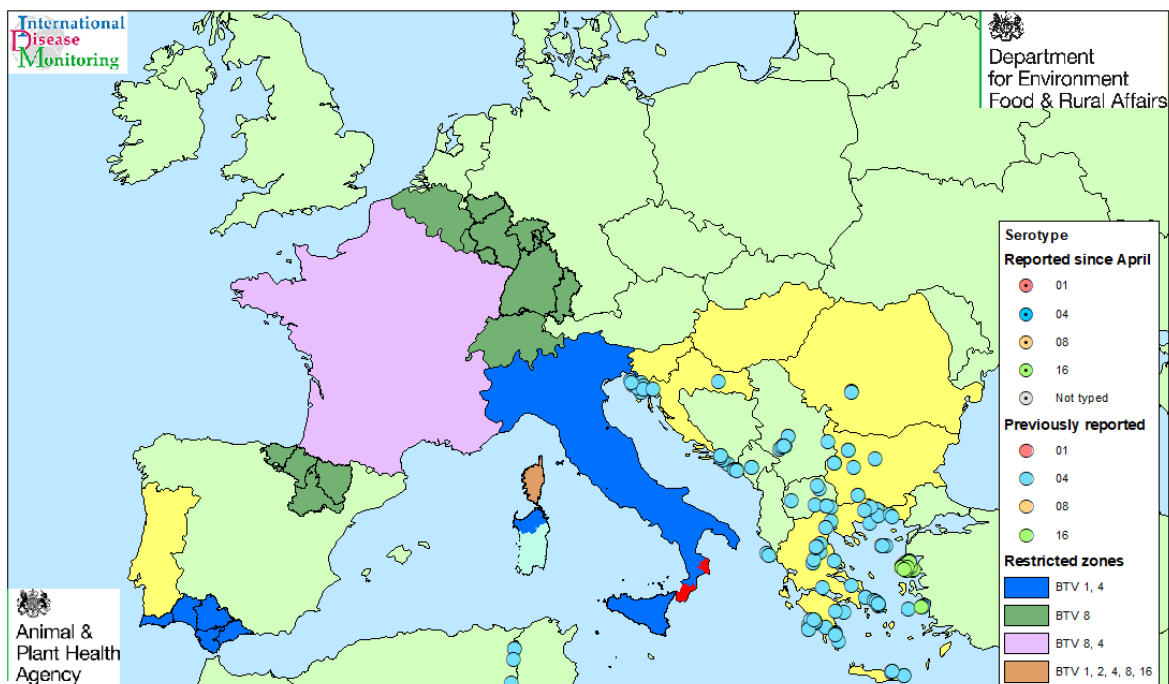 International
Disease
Monitoring
Department
for Environment
Food & Rural Affairs
Serotype
Reported since April
01
04
08
16
Not typed
Previously reported
01
04
08
16
Restricted zones
BTV 1, 4
BTV 8
BTV 8, 4
BTV 1, 2, 4, 8, 16
Animal &
Plant Health
Agency